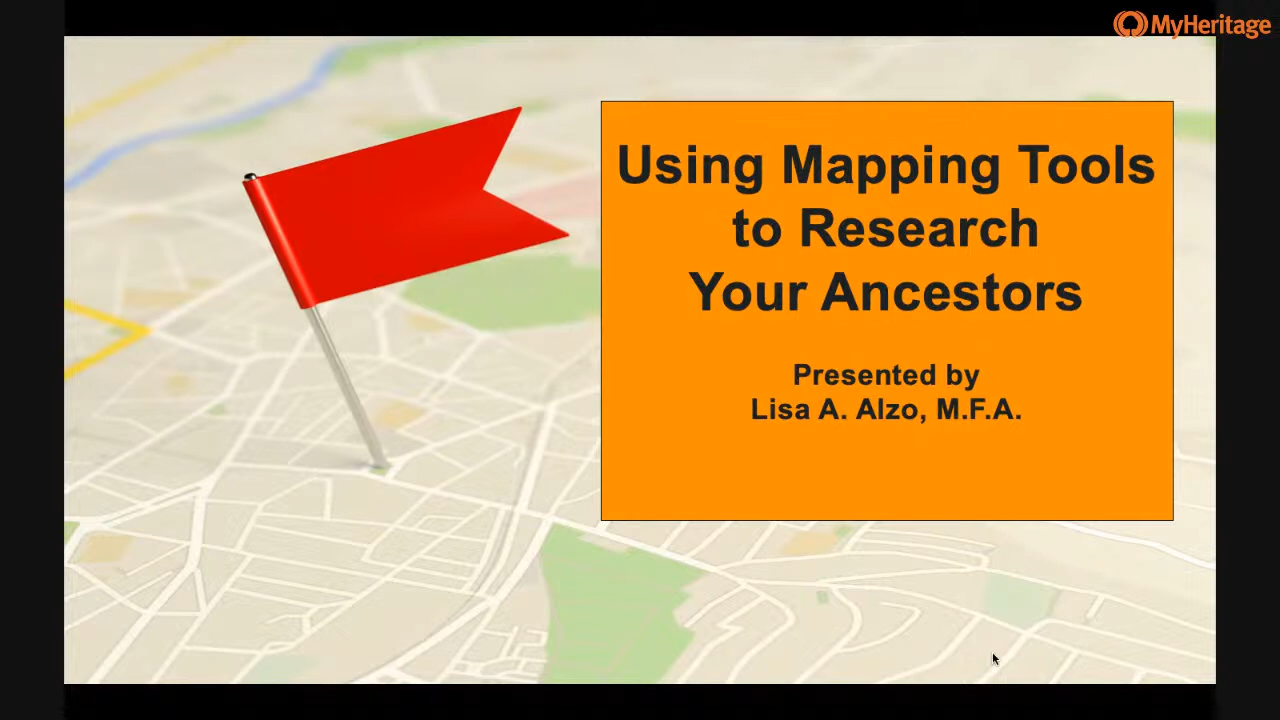 MyHeritage
Using Mapping Tools
to Research
Your Ancestors
Presented by
Lisa A. Alzo, M.F.A.